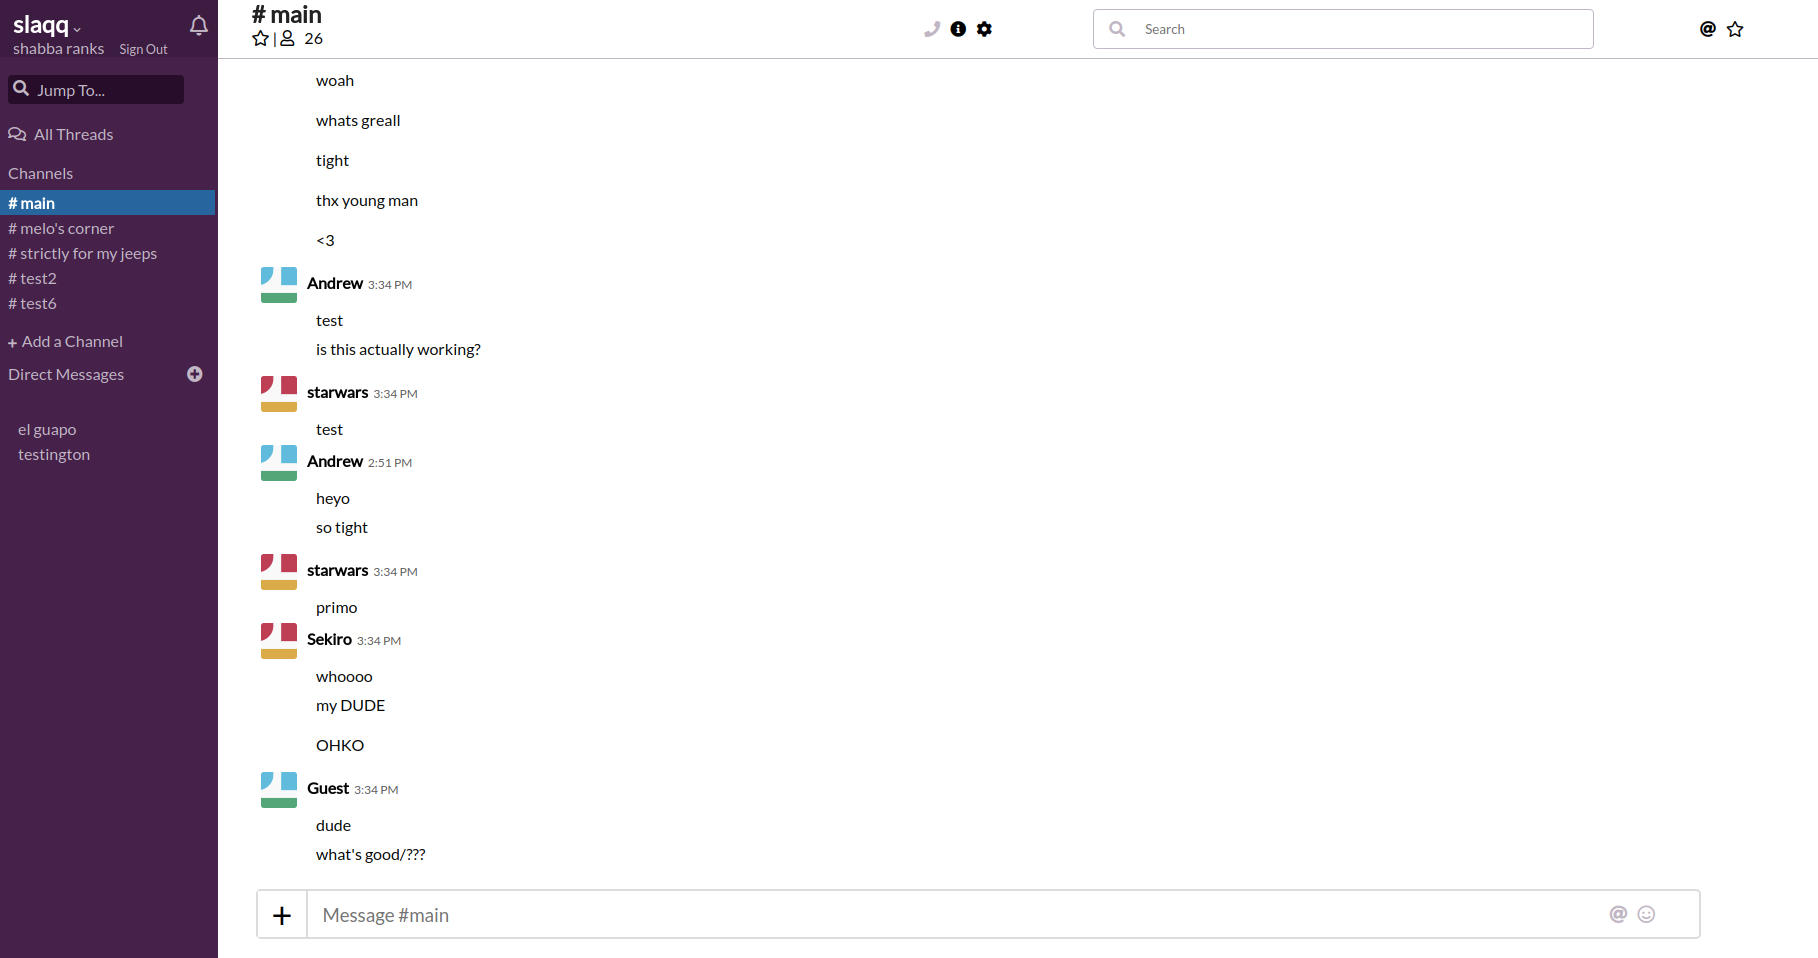 slaqq
shabba ranks Sign Out
Jump To...
All Threads
Channels
# main
# melo's corner
# strictly for my jeeps
# test2
# test6
+ Add a Channel
Direct Messages
el guapo
testington
# main
| 26
Search
woah
whats greall
tight
thx young man
<3
Andrew 3:34 PM
test
is this actually working?
starwars 3:34 PM
test
Andrew 2:51 PM
heyo
so tight
starwars 3:34 PM
primo
Sekiro 3:34 PM
whoooo
my DUDE
OHKO
Guest 3:34 PM
dude
what's good/???
Message #main